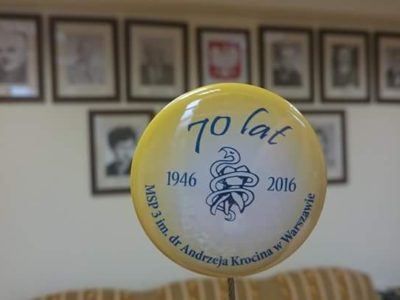 70 lat
1946 2016
MSP 3 im. dr Andrzeja Krocina w Warszawie